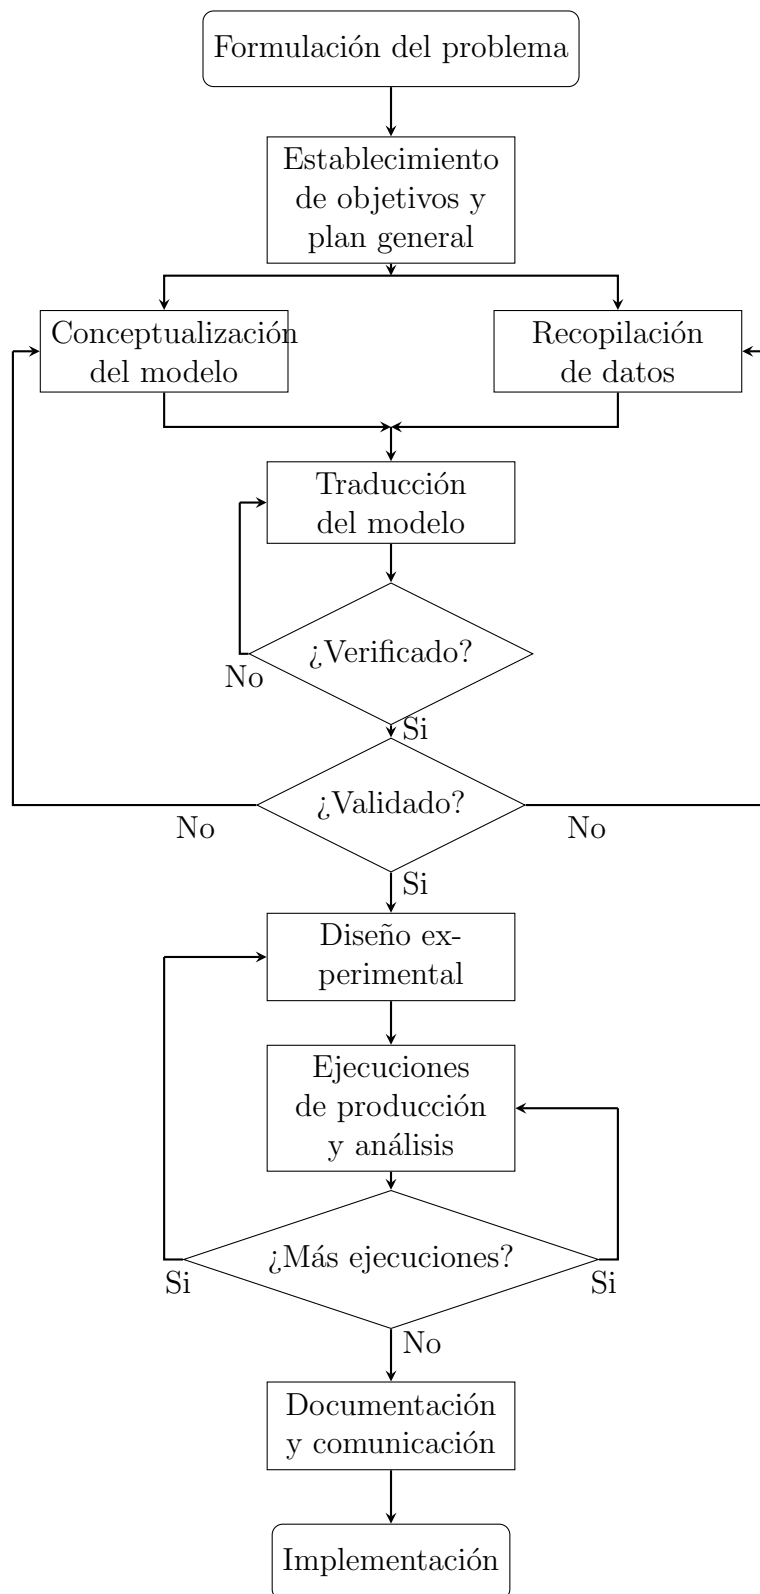 Formulación del problema
Establecimiento
de objetivos y
plan general
Conceptualización
del modelo
Recopilación
de datos
Traducción
del modelo
¿Verificado?
No
Si
¿Validado?
No
No
Si
Diseño ex-
perimental
Ejecuciones
de producción
y análisis
¿Más ejecuciones?
Si
Si
No
Documentación
y comunicación
Implementación